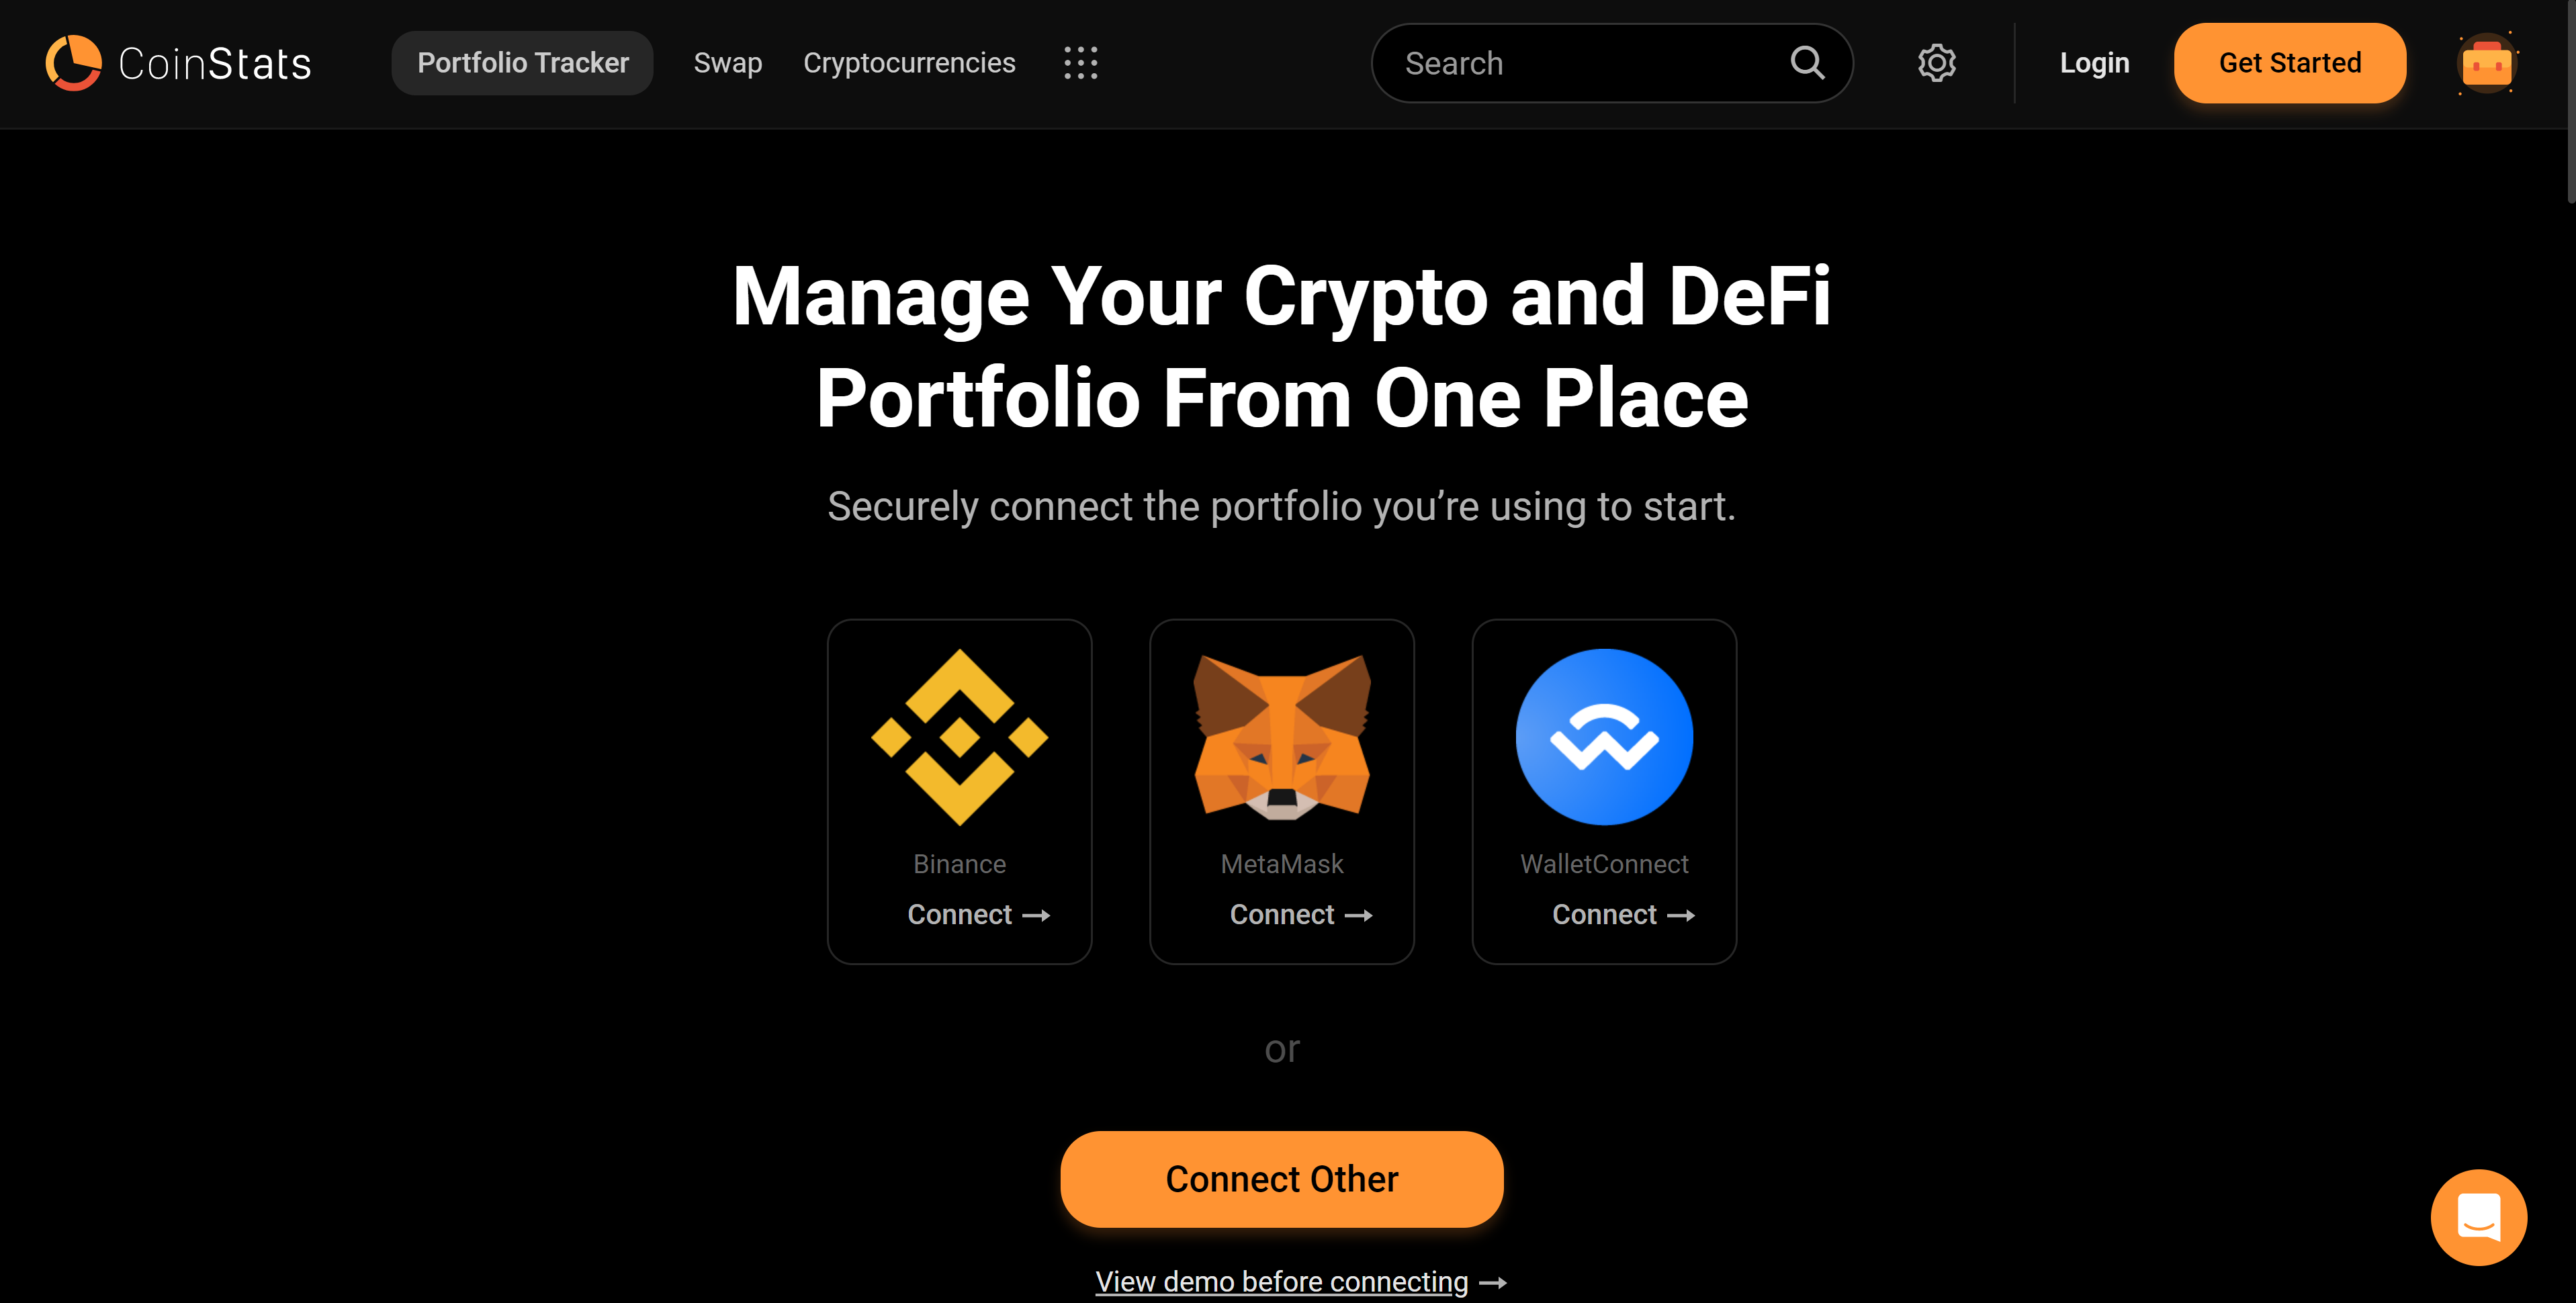 CoinStats
Portfolio Tracker
Swap
Cryptocurrencies
Search
Login
Get Started
Manage Your Crypto and DeFi
Portfolio From One Place
Securely connect the portfolio you’re using to start.
Binance
Connect
MetaMask
Connect
WalletConnect
Connect
or
Connect Other
View demo before connecting